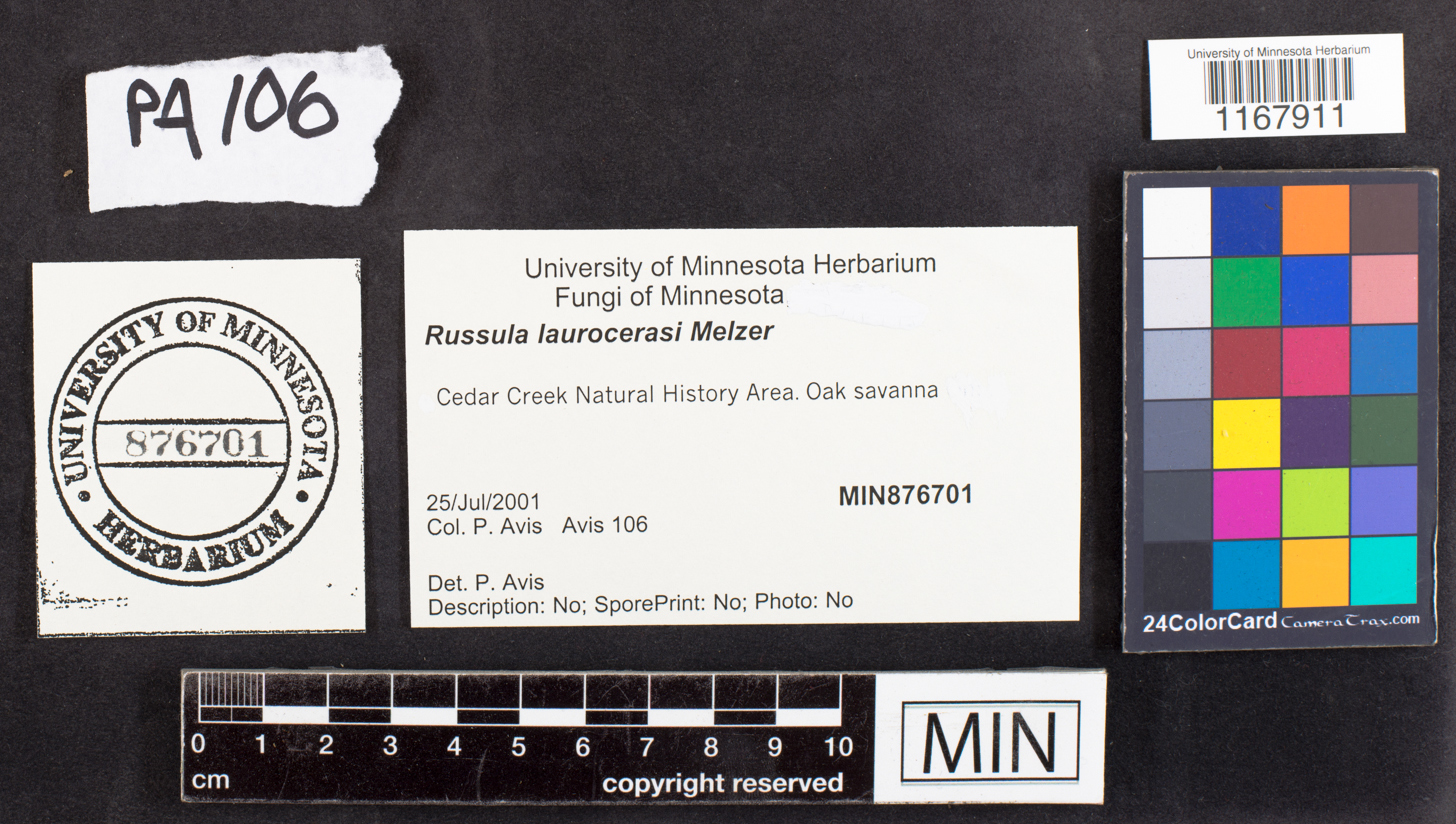 PA 106
University of Minnesota Herbarium
1167911
UNIVERSITY OF MINNESOTA
876701
HERBARIUM
University of Minnesota Herbarium
Fungi of Minnesota
Russula laurocerasi Melzer
Cedar Creek Natural History Area. Oak savanna
25/Jul/2001
MIN876701
Col. P. Avis Avis 106
Det. P. Avis
Description: No; SporePrint: No; Photo: No
24ColorCard CameraTrax.com
0 1 2 3 4 5 6 7 8 9 10
cm copyright reserved
MIN